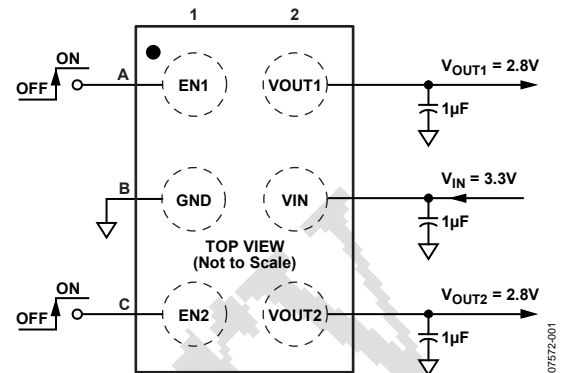 1 2
ON
OFF
A
EN1
VOUT1
VOUT1 = 2.8V
1µF
B
GND
VIN
VIN = 3.3V
1µF
TOP VIEW
(Not to Scale)
ON
OFF
C
EN2
VOUT2
VOUT2 = 2.8V
1µF
07572-001